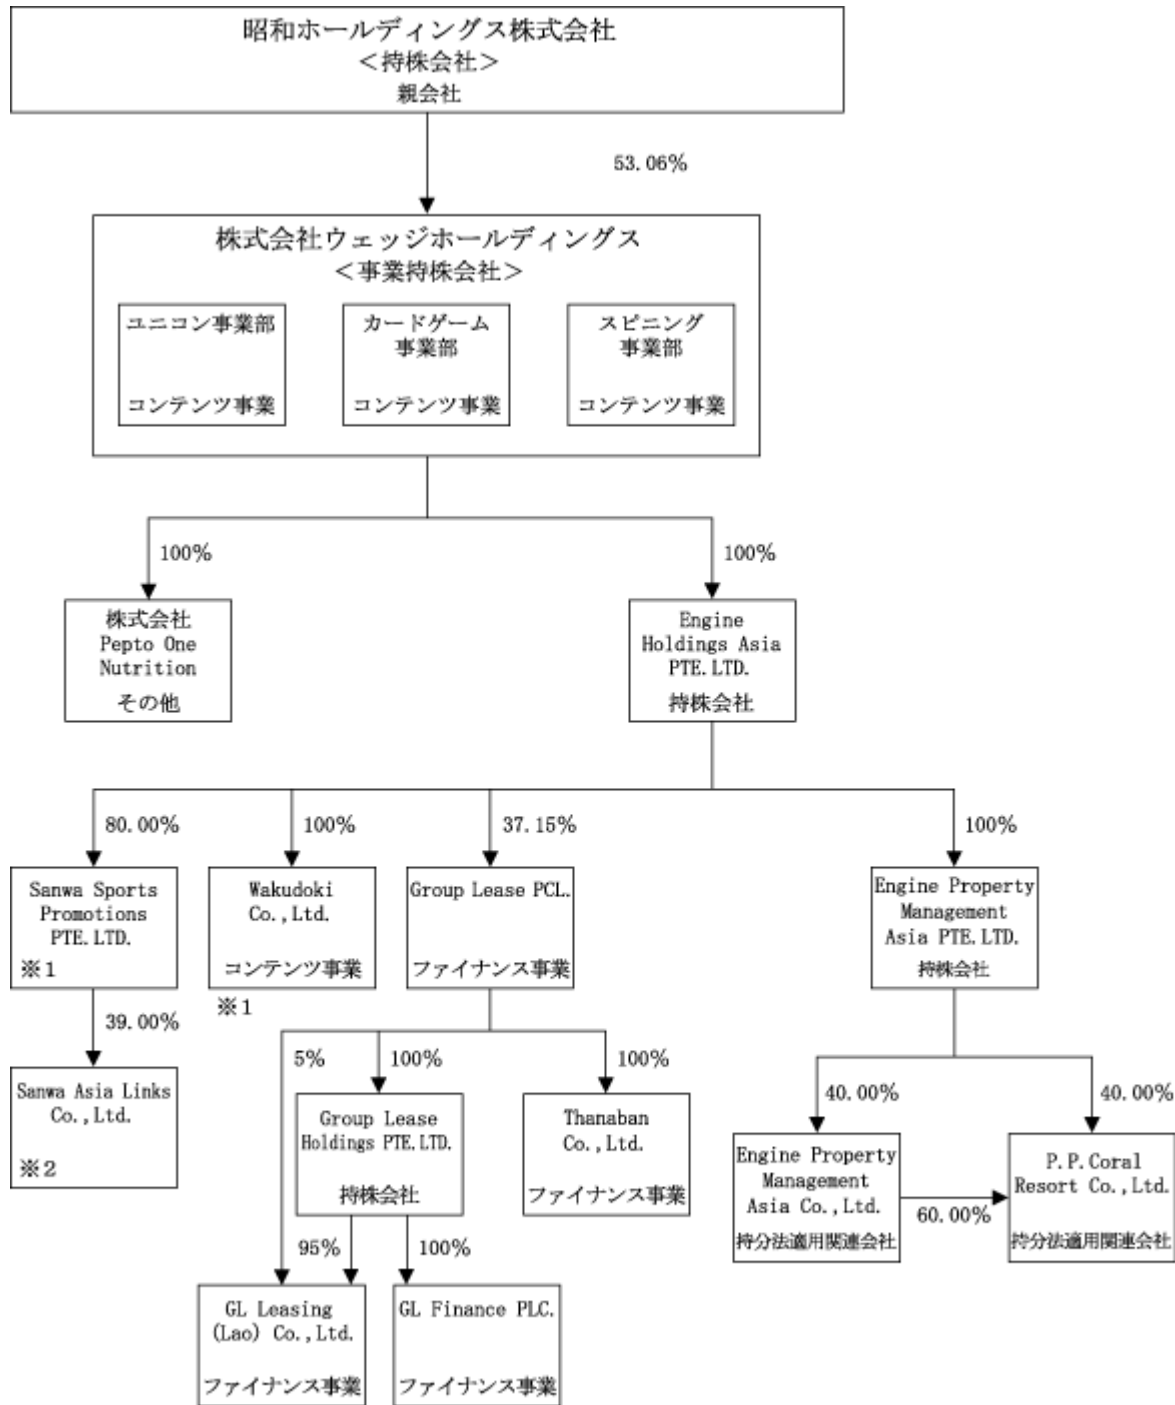 昭和ホールディングス株式会社
＜持株会社＞
親会社
53.06%
株式会社ウェッジホールディングス
＜事業持株会社＞
ユニコン事業部
コンテンツ事業
カードゲーム
事業部
コンテンツ事業
スピニング
事業部
コンテンツ事業
100%
100%
株式会社
Pepto One
Nutrition
その他
Engine
Holdings Asia
PTE.LTD.
持株会社
80.00%
100%
37.15%
100%
Sanwa Sports
Promotions
PTE.LTD.
※1
Wakudoki
Co.,Ltd.
コンテンツ事業
※1
Group Lease PCL.
ファイナンス事業
Engine Property
Management
Asia PTE.LTD.
持株会社
39.00%
5%
100%
100%
40.00%
40.00%
Sanwa Asia Links
Co.,Ltd.
※2
Group Lease
Holdings PTE.LTD.
持株会社
Thanaban
Co.,Ltd.
ファイナンス事業
Engine Property
Management
Asia Co.,Ltd.
持分法適用関連会社
60.00%
P.P.Coral
Resort Co.,Ltd.
持分法適用関連会社
95%
100%
GL Leasing
(Lao) Co.,Ltd.
ファイナンス事業
GL Finance PLC.
ファイナンス事業